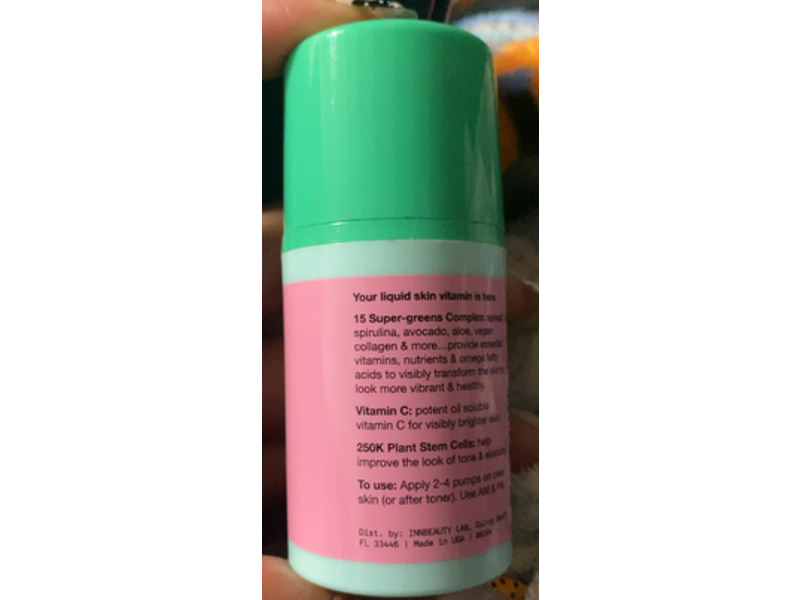 Your liquid skin vitamin is here.
15 Super-greens Complex:
spirulina, avocado, aloe, vegan
collagen & more...provide essential
vitamins, nutrients & omega fatty
acids to visibly transform the skin to
look more vibrant & healthy.
Vitamin C: potent oil soluble
vitamin C for visibly brighter skin.
250K Plant Stem Cells: help
improve the look of tone & elasticity
To use: Apply 2-4 pumps on clean
skin (or after toner). Use AM & PM
Dist. by: INNBEAUTY LAB,
FL 33446 | Made in USA |